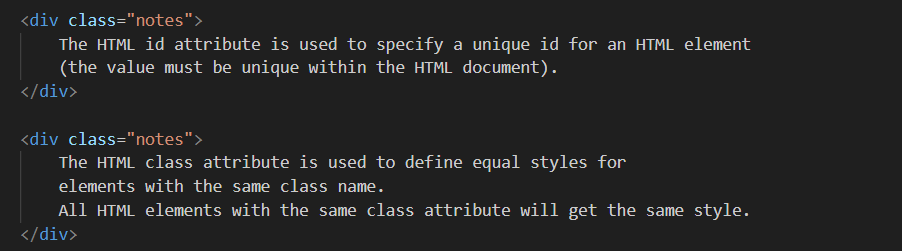 <div class="notes">
The HTML id attribute is used to specify a unique id for an HTML element
(the value must be unique within the HTML document).
</div>
<div class="notes">
The HTML class attribute is used to define equal styles for
elements with the same class name.
All HTML elements with the same class attribute will get the same style.
</div>